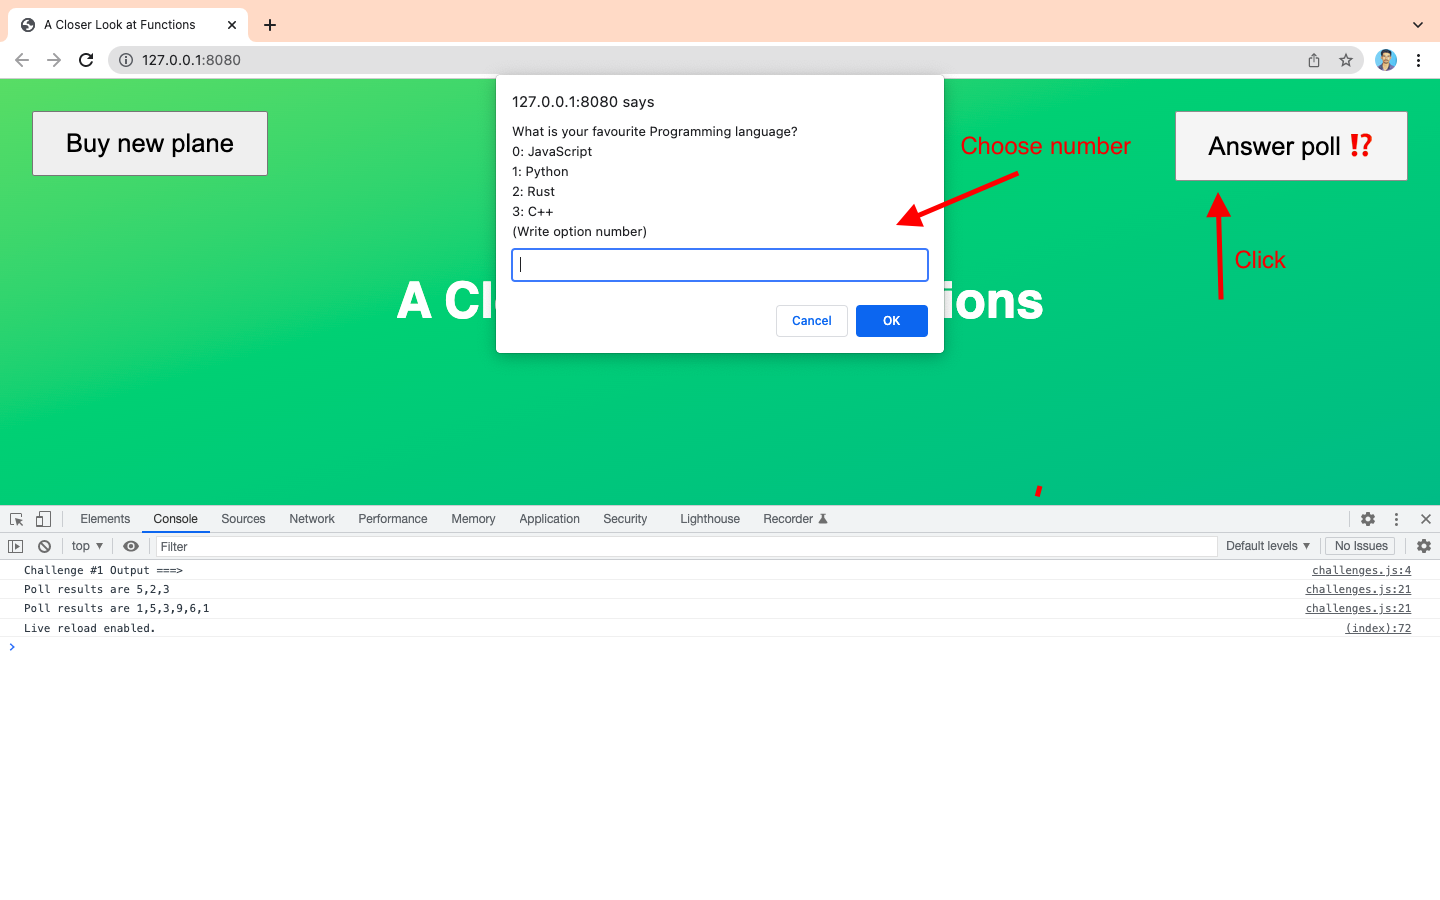 A Closer Look at Functions
127.0.0.1:8080
127.0.0.1:8080 says
What is your favourite Programming language?
0: JavaScript
1: Python
2: Rust
3: C++
(Write option number)
Cancel
OK
Buy new plane
Choose number
Answer poll ⁉️
Click
A Cl
ions
Elements
Console
Sources
Network
Performance
Memory
Application
Security
Lighthouse
Recorder
top
Filter
Default levels
No Issues
Challenge #1 Output ===>
challenges.js:4
Poll results are 5,2,3
challenges.js:21
Poll results are 1,5,3,9,6,1
challenges.js:21
Live reload enabled.
(index):72